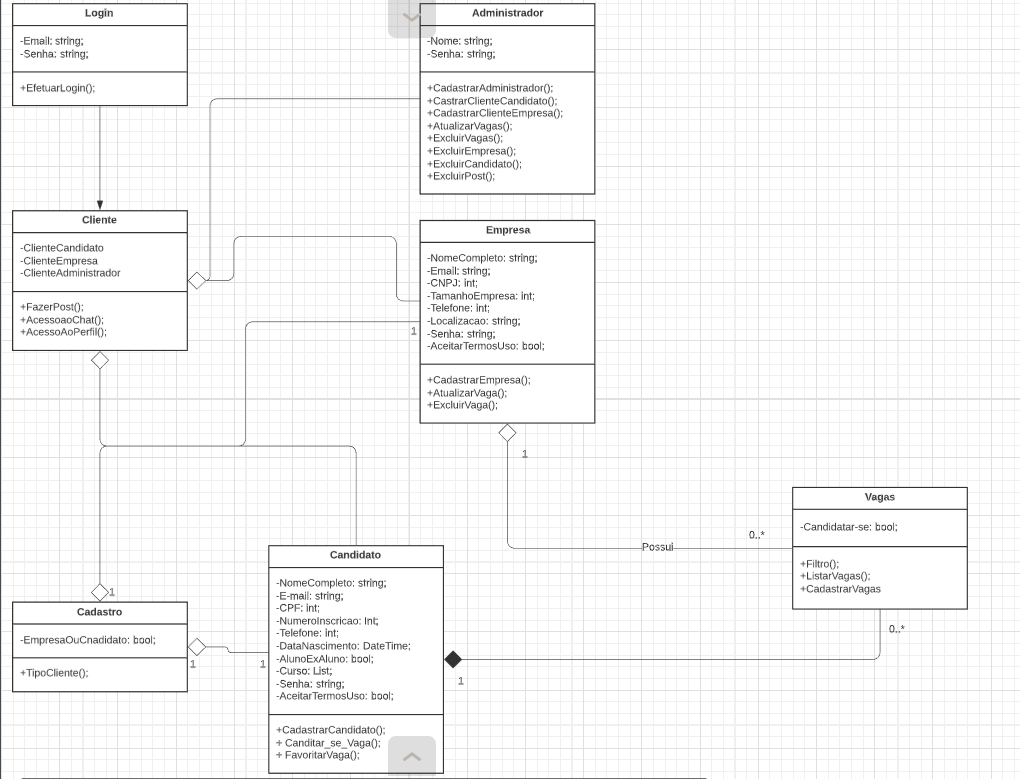 Login
-Email: string;
-Senha: string;
+EfetuarLogin();
Administrador
-Nome: string;
-Senha: string;
+CadastrarAdministrador();
+CastrarClienteCandidato();
+CadastrarClienteEmpresa();
+AtualizarVagas();
+ExcluirVagas();
+ExcluirEmpresa();
+ExcluirCandidato();
+ExcluirPost();
Cliente
-ClienteCandidato
-ClienteEmpresa
-ClienteAdministrador
+FazerPost();
+AcessoaoChat();
+AcessoAoPerfil();
Empresa
-NomeCompleto: string;
-Email: string;
-CNPJ: int;
-TamanhoEmpresa: int;
-Telefone: int;
-Localizacao: string;
-Senha: string;
-AceitarTermosUso: bool;
+CadastrarEmpresa();
+AtualizarVaga();
+ExcluirVaga();
1
1
Possui
0..*
Vagas
-Candidatar-se: bool;
+Filtro();
+ListarVagas();
+CadastrarVagas
0..*
Cadastro
-EmpresaOuCnadidato: bool;
+TipoCliente();
1
1
1
Candidato
-NomeCompleto: string;
-E-mail: string;
-CPF: int;
-NumeroInscricao: Int;
-Telefone: int;
-DataNascimento: DateTime;
-AlunoExAluno: bool;
-Curso: List;
-Senha: string;
-AceitarTermosUso: bool;
+CadastrarCandidato();
+ Canditar_se_Vaga();
+ FavoritarVaga();
1